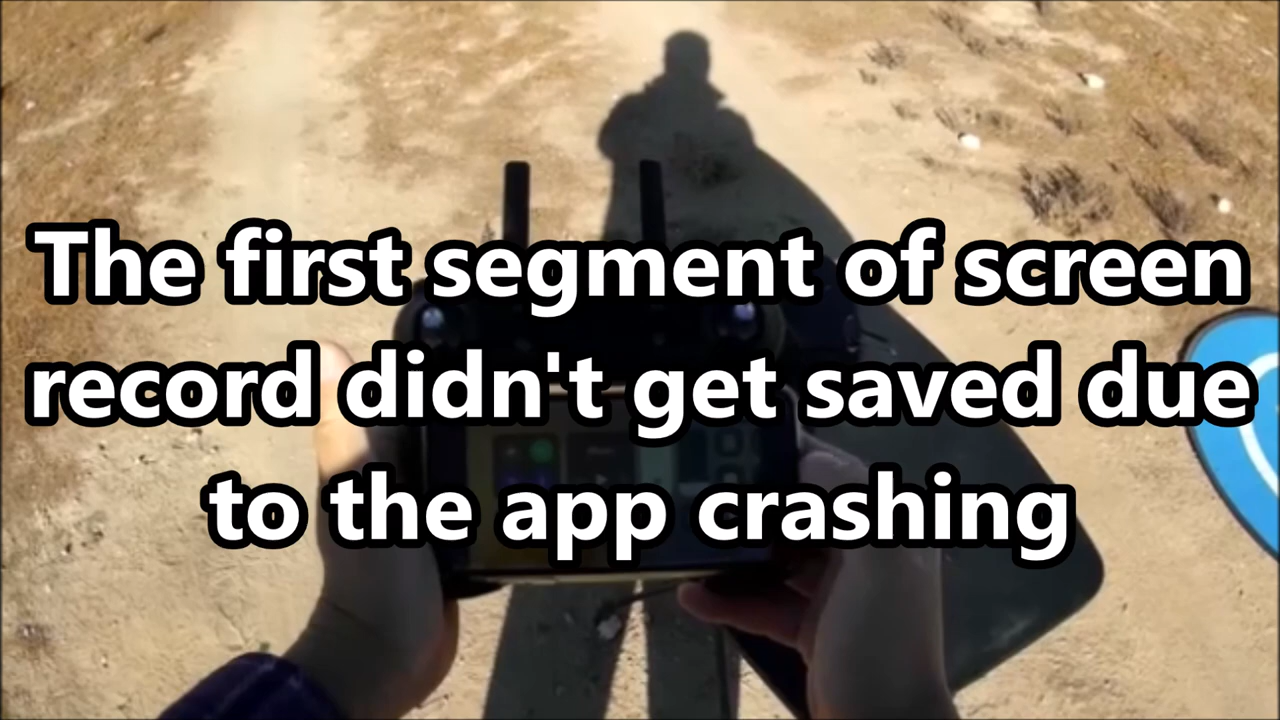 The first segment of screen
record didn't get saved due
to the app crashing